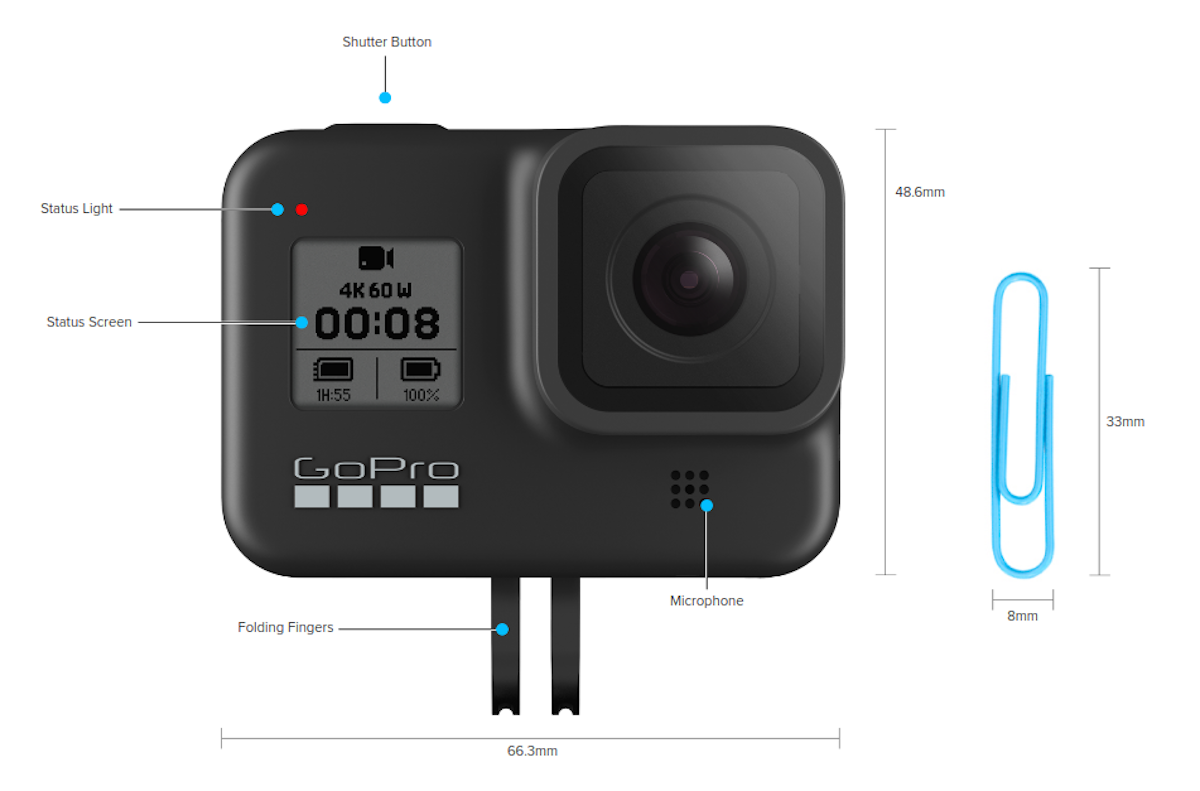 Shutter Button
48.6mm
Status Light
4K 60 W
Status Screen
00:08
1H:55
100%
33mm
GoPro
Microphone
8mm
Folding Fingers
66.3mm